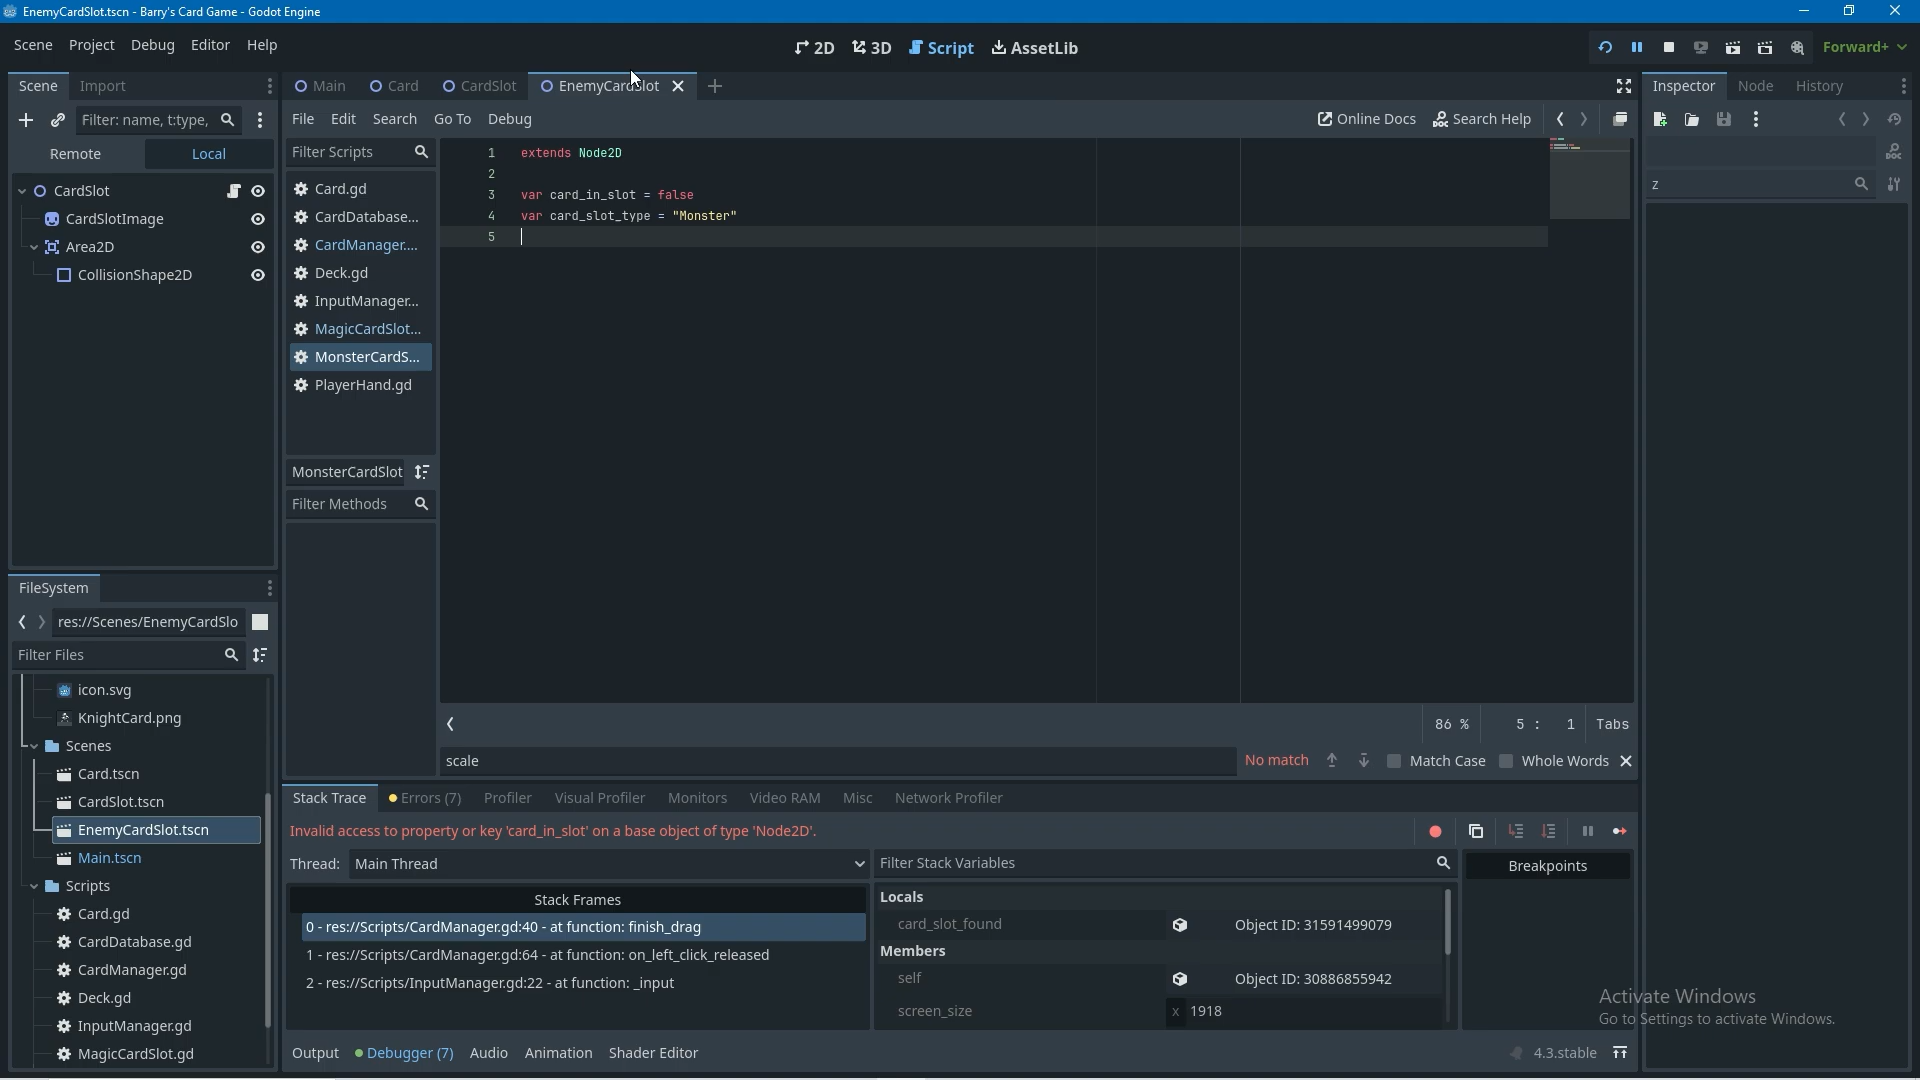 EnemyCardSlot.tscn - Barry's Card Game - Godot Engine
Scene Project Debug Editor Help
2D 3D Script AssetLib
Forward+
Scene Import
Main Card CardSlot EnemyCardSlot
Inspector Node History
Filter: name, t:type,
File Edit Search Go To Debug
Online Docs Search Help
Remote Local
Filter Scripts
z
CardSlot
CardSlotImage
Area2D
CollisionShape2D
Card.gd
CardDatabase...
CardManager....
Deck.gd
InputManager...
MagicCardSlot...
MonsterCardS...
PlayerHand.gd
MonsterCardSlot
Filter Methods
1 extends Node2D
2
3 var card_in_slot = false
4 var card_slot_type = "Monster"
5
86 % 5 : 1 Tabs
scale
No match Match Case Whole Words
FileSystem
res://Scenes/EnemyCardSlo
Filter Files
icon.svg
KnightCard.png
Scenes
Card.tscn
CardSlot.tscn
EnemyCardSlot.tscn
Main.tscn
Scripts
Card.gd
CardDatabase.gd
CardManager.gd
Deck.gd
InputManager.gd
MagicCardSlot.gd
Stack Trace Errors (7) Profiler Visual Profiler Monitors Video RAM Misc Network Profiler
Invalid access to property or key 'card_in_slot' on a base object of type 'Node2D'.
Thread: Main Thread
Filter Stack Variables
Breakpoints
Stack Frames
0 - res://Scripts/CardManager.gd:40 - at function: finish_drag
1 - res://Scripts/CardManager.gd:64 - at function: on_left_click_released
2 - res://Scripts/InputManager.gd:22 - at function: _input
Locals
card_slot_found Object ID: 31591499079
Members
self Object ID: 30886855942
screen_size x 1918
Activate Windows
Go to Settings to activate Windows.
Output Debugger (7) Audio Animation Shader Editor
4.3.stable